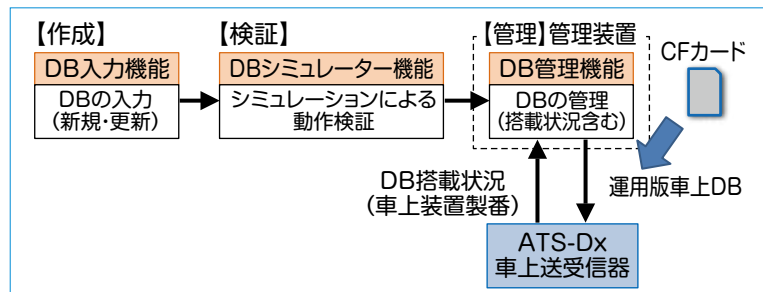 【作成】
DB入力機能
DBの入力
(新規・更新)
【検証】
DBシミュレーター機能
シミュレーションによる
動作検証
【管理】管理装置
DB管理機能
DBの管理
(搭載状況含む)
CFカード
運用版車上DB
DB搭載状況
(車上装置製番)
ATS-Dx
車上送受信器